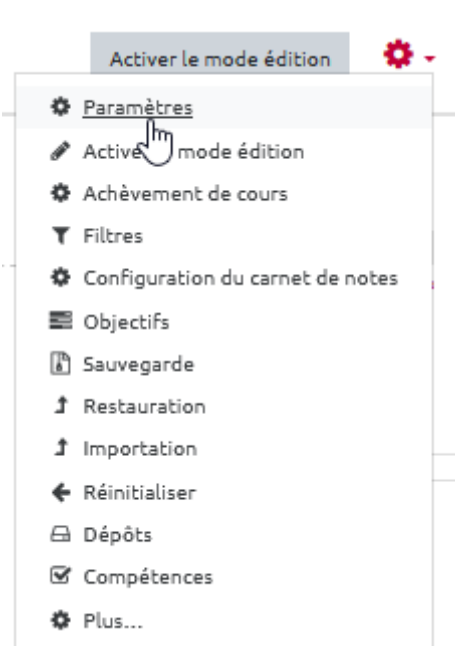 Activer le mode édition
Paramètres
Active mode édition
Achèvement de cours
Filtres
Configuration du carnet de notes
Objectifs
Sauvegarde
Restauration
Importation
Réinitialiser
Dépôts
Compétences
Plus...